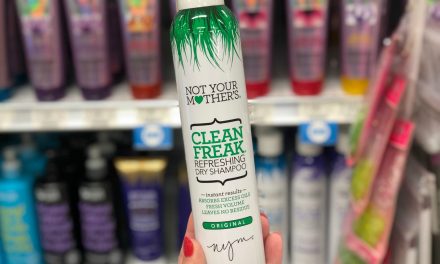 NOT YOUR
MOTHER'S®
CLEAN
FREAK
REFRESHING
DRY SHAMPOO
instant results
ABSORBS EXCESS OILS
FRESH VOLUME
LEAVES NO RESIDUE
ORIGINAL
nym.